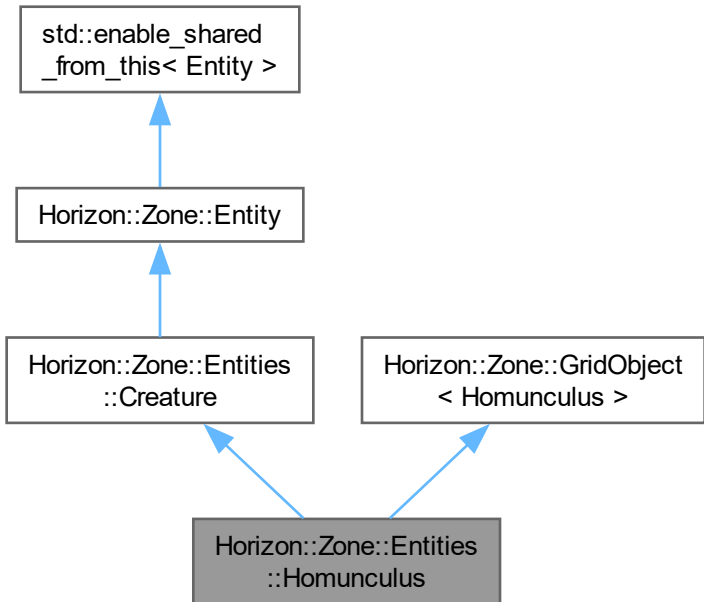 std::enable_shared
_from_this< Entity >
Horizon::Zone::Entity
Horizon::Zone::Entities
::Creature
Horizon::Zone::GridObject
< Homunculus >
Horizon::Zone::Entities
::Homunculus